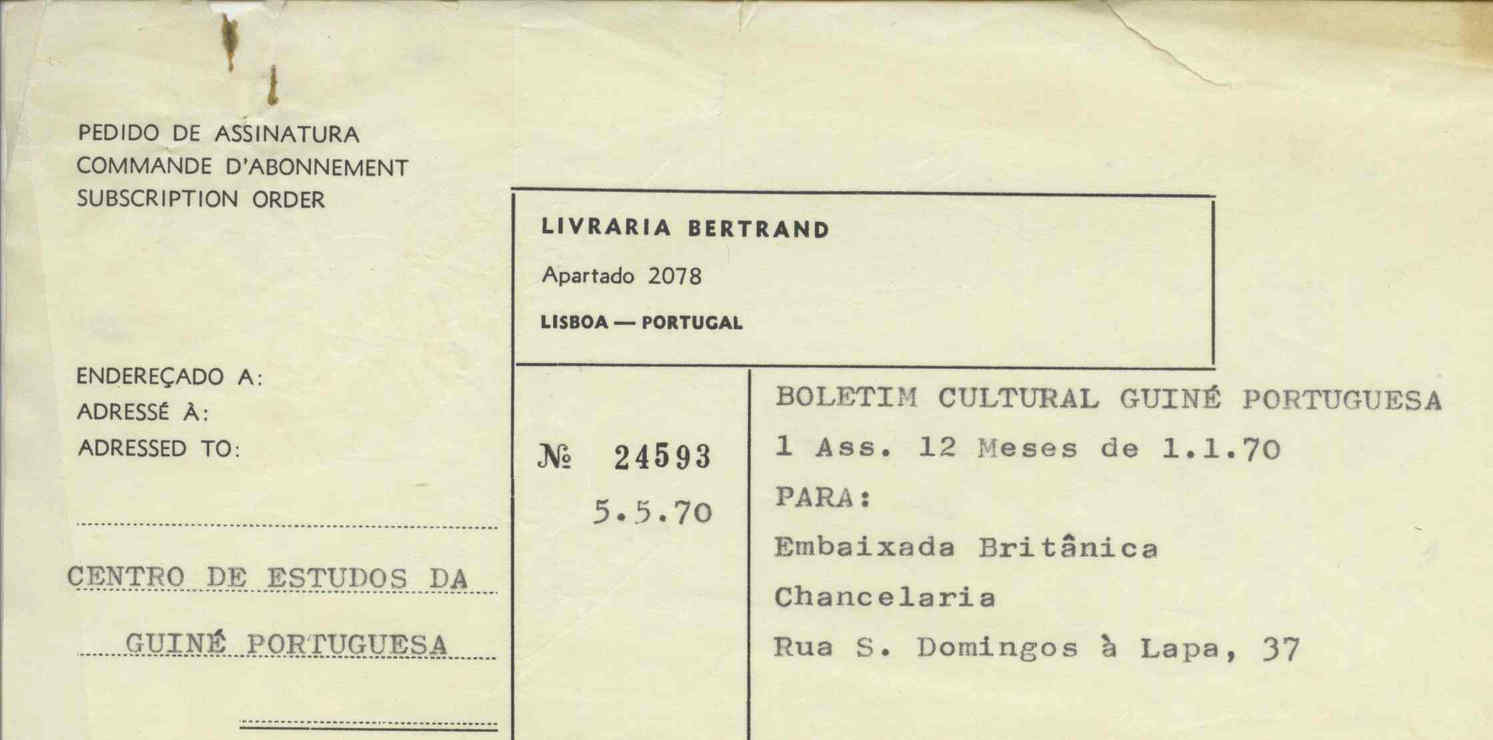 PEDIDO DE ASSINATURA
COMMANDE D'ABONNEMENT
SUBSCRIPTION ORDER
LIVRARIA BERTRAND
Apartado 2078
LISBOA — PORTUGAL
ENDEREÇADO A:
ADRESSÉ À:
ADRESSED TO:
CENTRO DE ESTUDOS DA
GUINÉ PORTUGUESA
№ 24593
5.5.70
BOLETIM CULTURAL GUINÉ PORTUGUESA
1 Ass. 12 Meses de 1.1.70
PARA:
Embaixada Britânica
Chancelaria
Rua S. Domingos à Lapa, 37